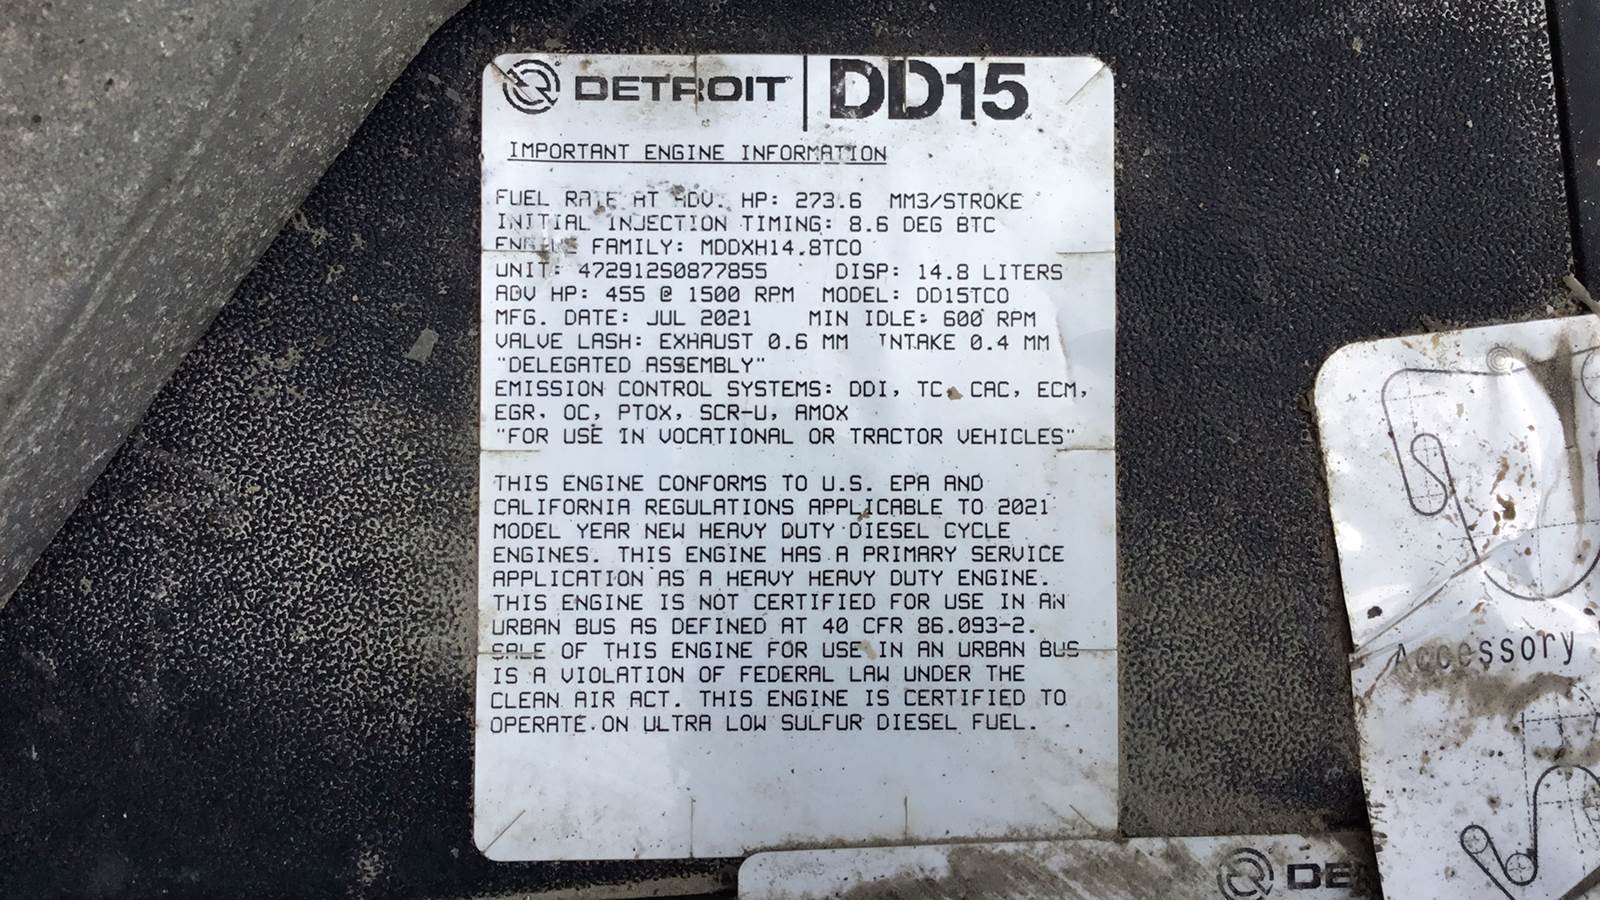 DETROIT DD15
IMPORTANT ENGINE INFORMATION
FUEL RATE AT ADV. HP: 273.6 MM3/STROKE
INITIAL INJECTION TIMING: 8.6 DEG BTC
ENGINE FAMILY: MDDXH14.8TCO
UNIT: 472912S0877855 DISP: 14.8 LITERS
ADV HP: 455 @ 1500 RPM MODEL: DD15TCO
MFG. DATE: JUL 2021 MIN IDLE: 600 RPM
VALVE LASH: EXHAUST 0.6 MM INTAKE 0.4 MM
"DELEGATED ASSEMBLY"
EMISSION CONTROL SYSTEMS: DDI, TC, CAC, ECM,
EGR, OC, PTOX, SCR-U, AMOX
"FOR USE IN VOCATIONAL OR TRACTOR VEHICLES"
THIS ENGINE CONFORMS TO U.S. EPA AND
CALIFORNIA REGULATIONS APPLICABLE TO 2021
MODEL YEAR NEW HEAVY DUTY DIESEL CYCLE
ENGINES. THIS ENGINE HAS A PRIMARY SERVICE
APPLICATION AS A HEAVY HEAVY DUTY ENGINE.
THIS ENGINE IS NOT CERTIFIED FOR USE IN AN
URBAN BUS AS DEFINED AT 40 CFR 86.093-2.
SALE OF THIS ENGINE FOR USE IN AN URBAN BUS
IS A VIOLATION OF FEDERAL LAW UNDER THE
CLEAN AIR ACT. THIS ENGINE IS CERTIFIED TO
OPERATE ON ULTRA LOW SULFUR DIESEL FUEL.
Accessory
DE